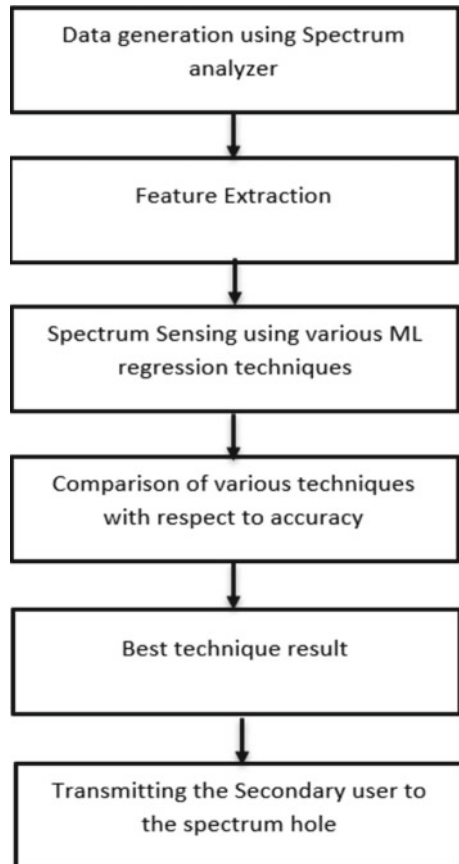 Data generation using Spectrum
analyzer
Feature Extraction
Spectrum Sensing using various ML
regression techniques
Comparison of various techniques
with respect to accuracy
Best technique result
Transmitting the Secondary user to
the spectrum hole